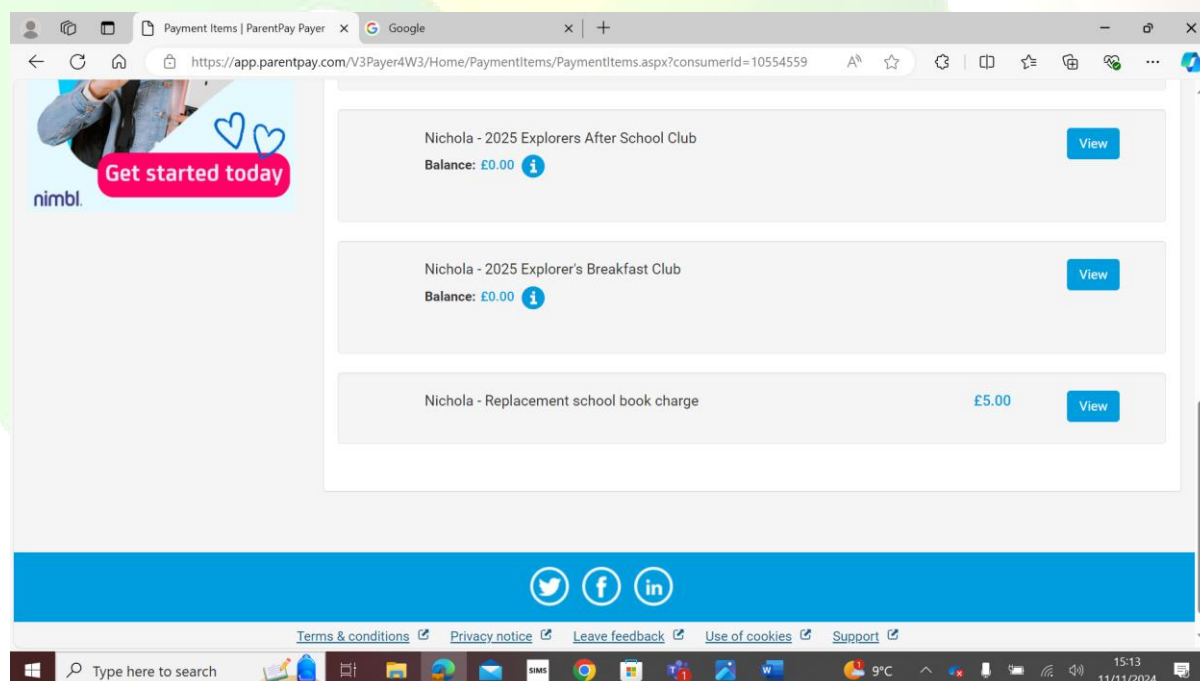 Payment Items | ParentPay Payer
Google
https://app.parentpay.com/V3Payer4W3/Home/PaymentItems/PaymentItems.aspx?consumerId=10554559
Get started today
nimbl.
Nichola - 2025 Explorers After School Club
View
Balance: £0.00
Nichola - 2025 Explorer's Breakfast Club
View
Balance: £0.00
Nichola - Replacement school book charge
£5.00
View
Terms & conditions
Privacy notice
Leave feedback
Use of cookies
Support
Type here to search
SIMS
9°C
15:13
11/11/2024